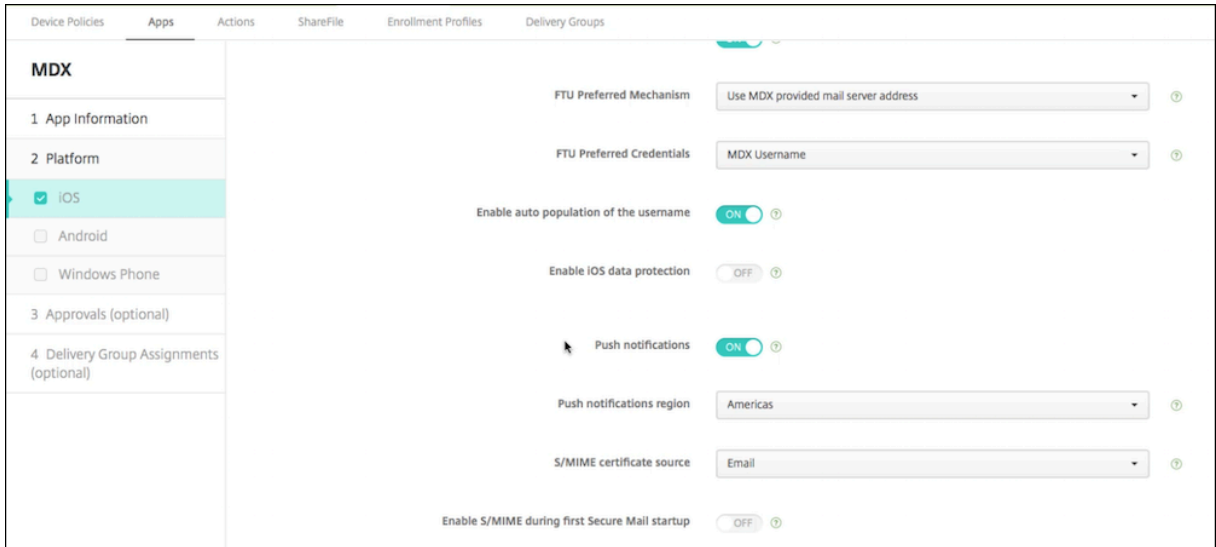 Device Policies Apps Actions ShareFile Enrollment Profiles Delivery Groups
MDX
1 App Information
2 Platform
iOS
Android
Windows Phone
3 Approvals (optional)
4 Delivery Group Assignments
(optional)
FTU Preferred Mechanism Use MDX provided mail server address
FTU Preferred Credentials MDX Username
Enable auto population of the username ON
Enable iOS data protection OFF
Push notifications ON
Push notifications region Americas
S/MIME certificate source Email
Enable S/MIME during first Secure Mail startup OFF